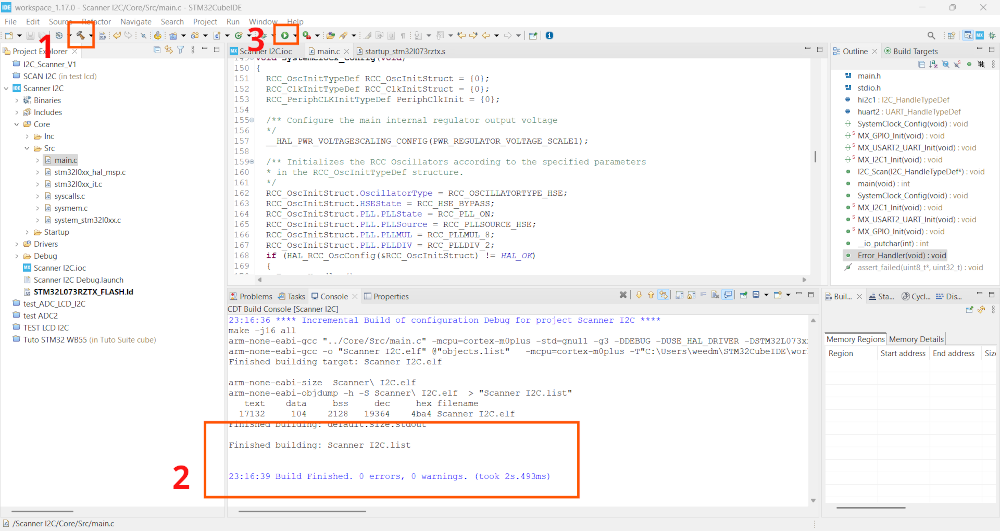 IDE workspace_1.17.0 - Scanner I2C/Core/Src/main.c - STM32CubeIDE
File Edit Source Refactor Navigate Search Project Run Window Help
1
3
Project Explorer
I2C_Scanner_V1
SCAN I2C (in test lcd)
Scanner I2C
Binaries
Includes
Core
Inc
Src
main.c
stm32l0xx_hal_msp.c
stm32l0xx_it.c
syscalls.c
sysmem.c
system_stm32l0xx.c
Startup
Drivers
Debug
Scanner I2C.ioc
Scanner I2C Debug.launch
STM32L073RZTX_FLASH.ld
test_ADC_LCD_I2C
test ADC2
TEST LCD I2C
Tuto STM32 WB55 (in Tuto Surite cube)
Scanner I2C.ioc main.c startup_stm32l073rztx.s
149 void SystemClock_Config(void)
150 {
151 RCC_OscInitTypeDef RCC_OscInitStruct = {0};
152 RCC_ClkInitTypeDef RCC_ClkInitStruct = {0};
153 RCC_PeriphCLKInitTypeDef PeriphClkInit = {0};
154
155 /** Configure the main internal regulator output voltage
156 */
157 __HAL_PWR_VOLTAGESCALING_CONFIG(PWR_REGULATOR_VOLTAGE_SCALE1);
158
159 /** Initializes the RCC Oscillators according to the specified parameters
160 * in the RCC_OscInitTypeDef structure.
161 */
162 RCC_OscInitStruct.OscillatorType = RCC_OSCILLATORTYPE_HSE;
163 RCC_OscInitStruct.HSEState = RCC_HSE_BYPASS;
164 RCC_OscInitStruct.PLL.PLLState = RCC_PLL_ON;
165 RCC_OscInitStruct.PLL.PLLSource = RCC_PLLSOURCE_HSE;
166 RCC_OscInitStruct.PLL.PLLMUL = RCC_PLLMUL_8;
167 RCC_OscInitStruct.PLL.PLLDIV = RCC_PLLDIV_2;
168 if (HAL_RCC_OscConfig(&RCC_OscInitStruct) != HAL_OK)
169 {
Problems Tasks Console Properties
CDT Build Console [Scanner I2C]
23:16:36 **** Incremental Build of configuration Debug for project Scanner I2C ****
make -j16 all
arm-none-eabi-gcc "../Core/Src/main.c" -mcpu=cortex-m0plus -std=gnu11 -g3 -DDEBUG -DUSE_HAL_DRIVER -DSTM32L073xx
arm-none-eabi-gcc -o "Scanner I2C.elf" @"objects.list" -mcpu=cortex-m0plus -T"C:\Users\weedm\STM32CubeIDE\wor
Finished building target: Scanner I2C.elf
arm-none-eabi-size Scanner\ I2C.elf
arm-none-eabi-objdump -h -S Scanner\ I2C.elf > "Scanner I2C.list"
text data bss dec hex filename
17132 104 2128 19364 4ba4 Scanner I2C.elf
Finished building: default.size.stdout
Finished building: Scanner I2C.list
2
23:16:39 Build Finished. 0 errors, 0 warnings. (took 2s.493ms)
Outline Build Targets
main.h
stdio.h
hi2c1 : I2C_HandleTypeDef
huart2 : UART_HandleTypeDef
SystemClock_Config(void) : void
MX_GPIO_Init(void) : void
MX_USART2_UART_Init(void) : void
MX_I2C1_Init(void) : void
I2C_Scan(I2C_HandleTypeDef*) : void
main(void) : int
SystemClock_Config(void) : void
MX_I2C1_Init(void) : void
MX_USART2_UART_Init(void) : void
MX_GPIO_Init(void) : void
__io_putchar(int) : int
Error_Handler(void) : void
assert_failed(uint8_t*, uint32_t) : void
Buil... Sta... Cycl... Dis...
Memory Regions Memory Details
Region Start address End address Size
/Scanner I2C/Core/Src/main.c